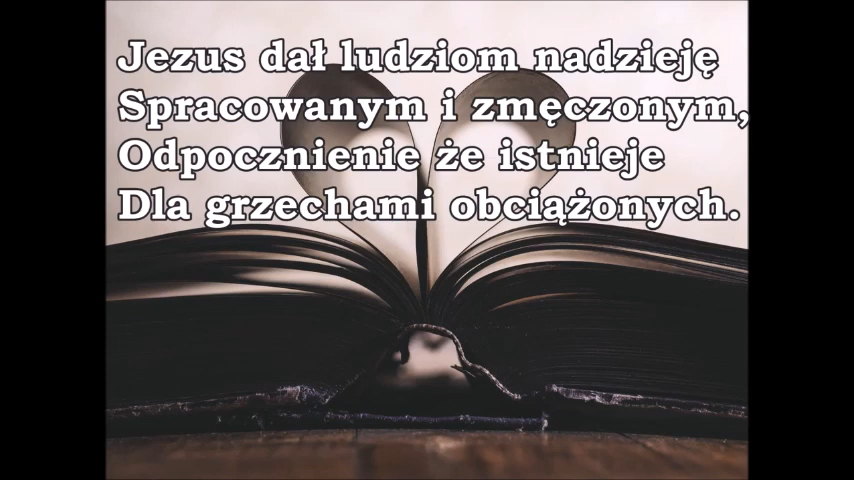 Jezus dał ludziom nadzieję
Spracowanym i zmęczonym,
Odpocznienie że istnieje
Dla grzechami obciążonych.